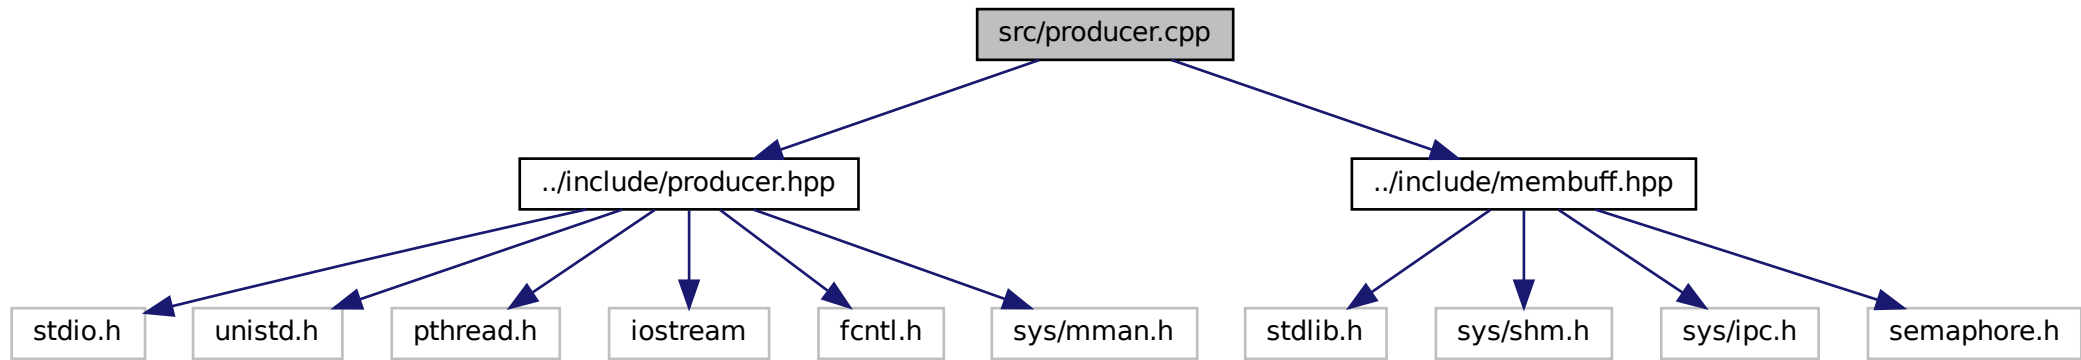 src/producer.cpp
../include/producer.hpp
../include/membuff.hpp
stdio.h
unistd.h
pthread.h
iostream
fcntl.h
sys/mman.h
stdlib.h
sys/shm.h
sys/ipc.h
semaphore.h